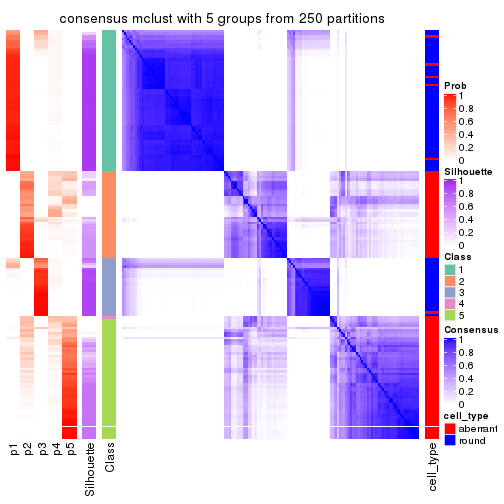 consensus mclust with 5 groups from 250 partitions
Prob
1
0.8
0.6
0.4
0.2
0
Silhouette
1
0.8
0.6
0.4
0.2
0
Class
1
2
3
4
5
Consensus
1
0.8
0.6
0.4
0.2
0
cell_type
aberrant
round
p1
p2
p3
p4
p5
Silhouette
Class
cell_type